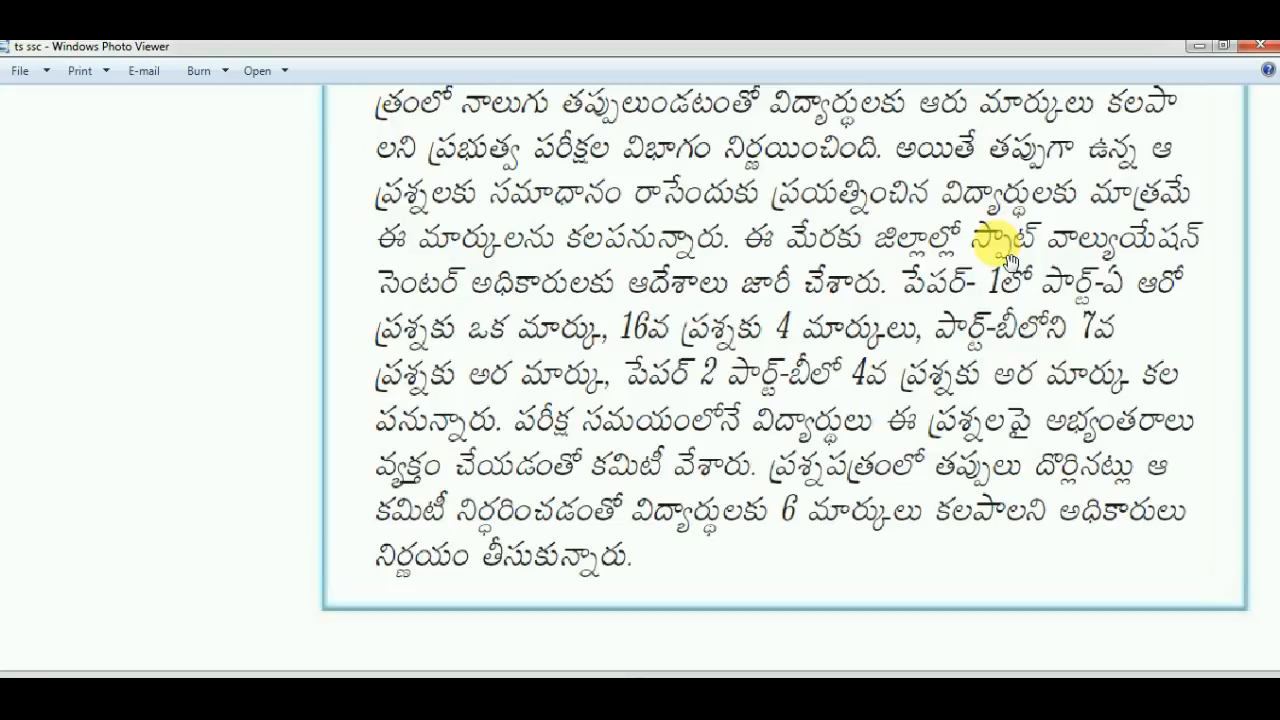 ts ssc - Windows Photo Viewer
File Print E-mail Burn Open
త్రంలో నాలుగు తప్పులుండటంతో విద్యార్థులకు ఆరు మార్కులు కలపా
లని ప్రభుత్వ పరీక్షల విభాగం నిర్ణయించింది. అయితే తప్పుగా ఉన్న ఆ
ప్రశ్నలకు సమాధానం రాసేందుకు ప్రయత్నించిన విద్యార్థులకు మాత్రమే
ఈ మార్కులను కలపనున్నారు. ఈ మేరకు జిల్లాల్లో స్పాట్ వాల్యుయేషన్
సెంటర్ అధికారులకు ఆదేశాలు జారీ చేశారు. పేపర్- 1లో పార్ట్-ఏ ఆరో
ప్రశ్నకు ఒక మార్కు, 16వ ప్రశ్నకు 4 మార్కులు, పార్ట్-బీలోని 7వ
ప్రశ్నకు అర మార్కు, పేపర్ 2 పార్ట్-బీలో 4వ ప్రశ్నకు అర మార్కు కల
పనున్నారు. పరీక్ష సమయంలోనే విద్యార్థులు ఈ ప్రశ్నలపై అభ్యంతరాలు
వ్యక్తం చేయడంతో కమిటీ వేశారు. ప్రశ్నపత్రంలో తప్పులు దొర్లినట్లు ఆ
కమిటీ నిర్ధరించడంతో విద్యార్థులకు 6 మార్కులు కలపాలని అధికారులు
నిర్ణయం తీసుకున్నారు.